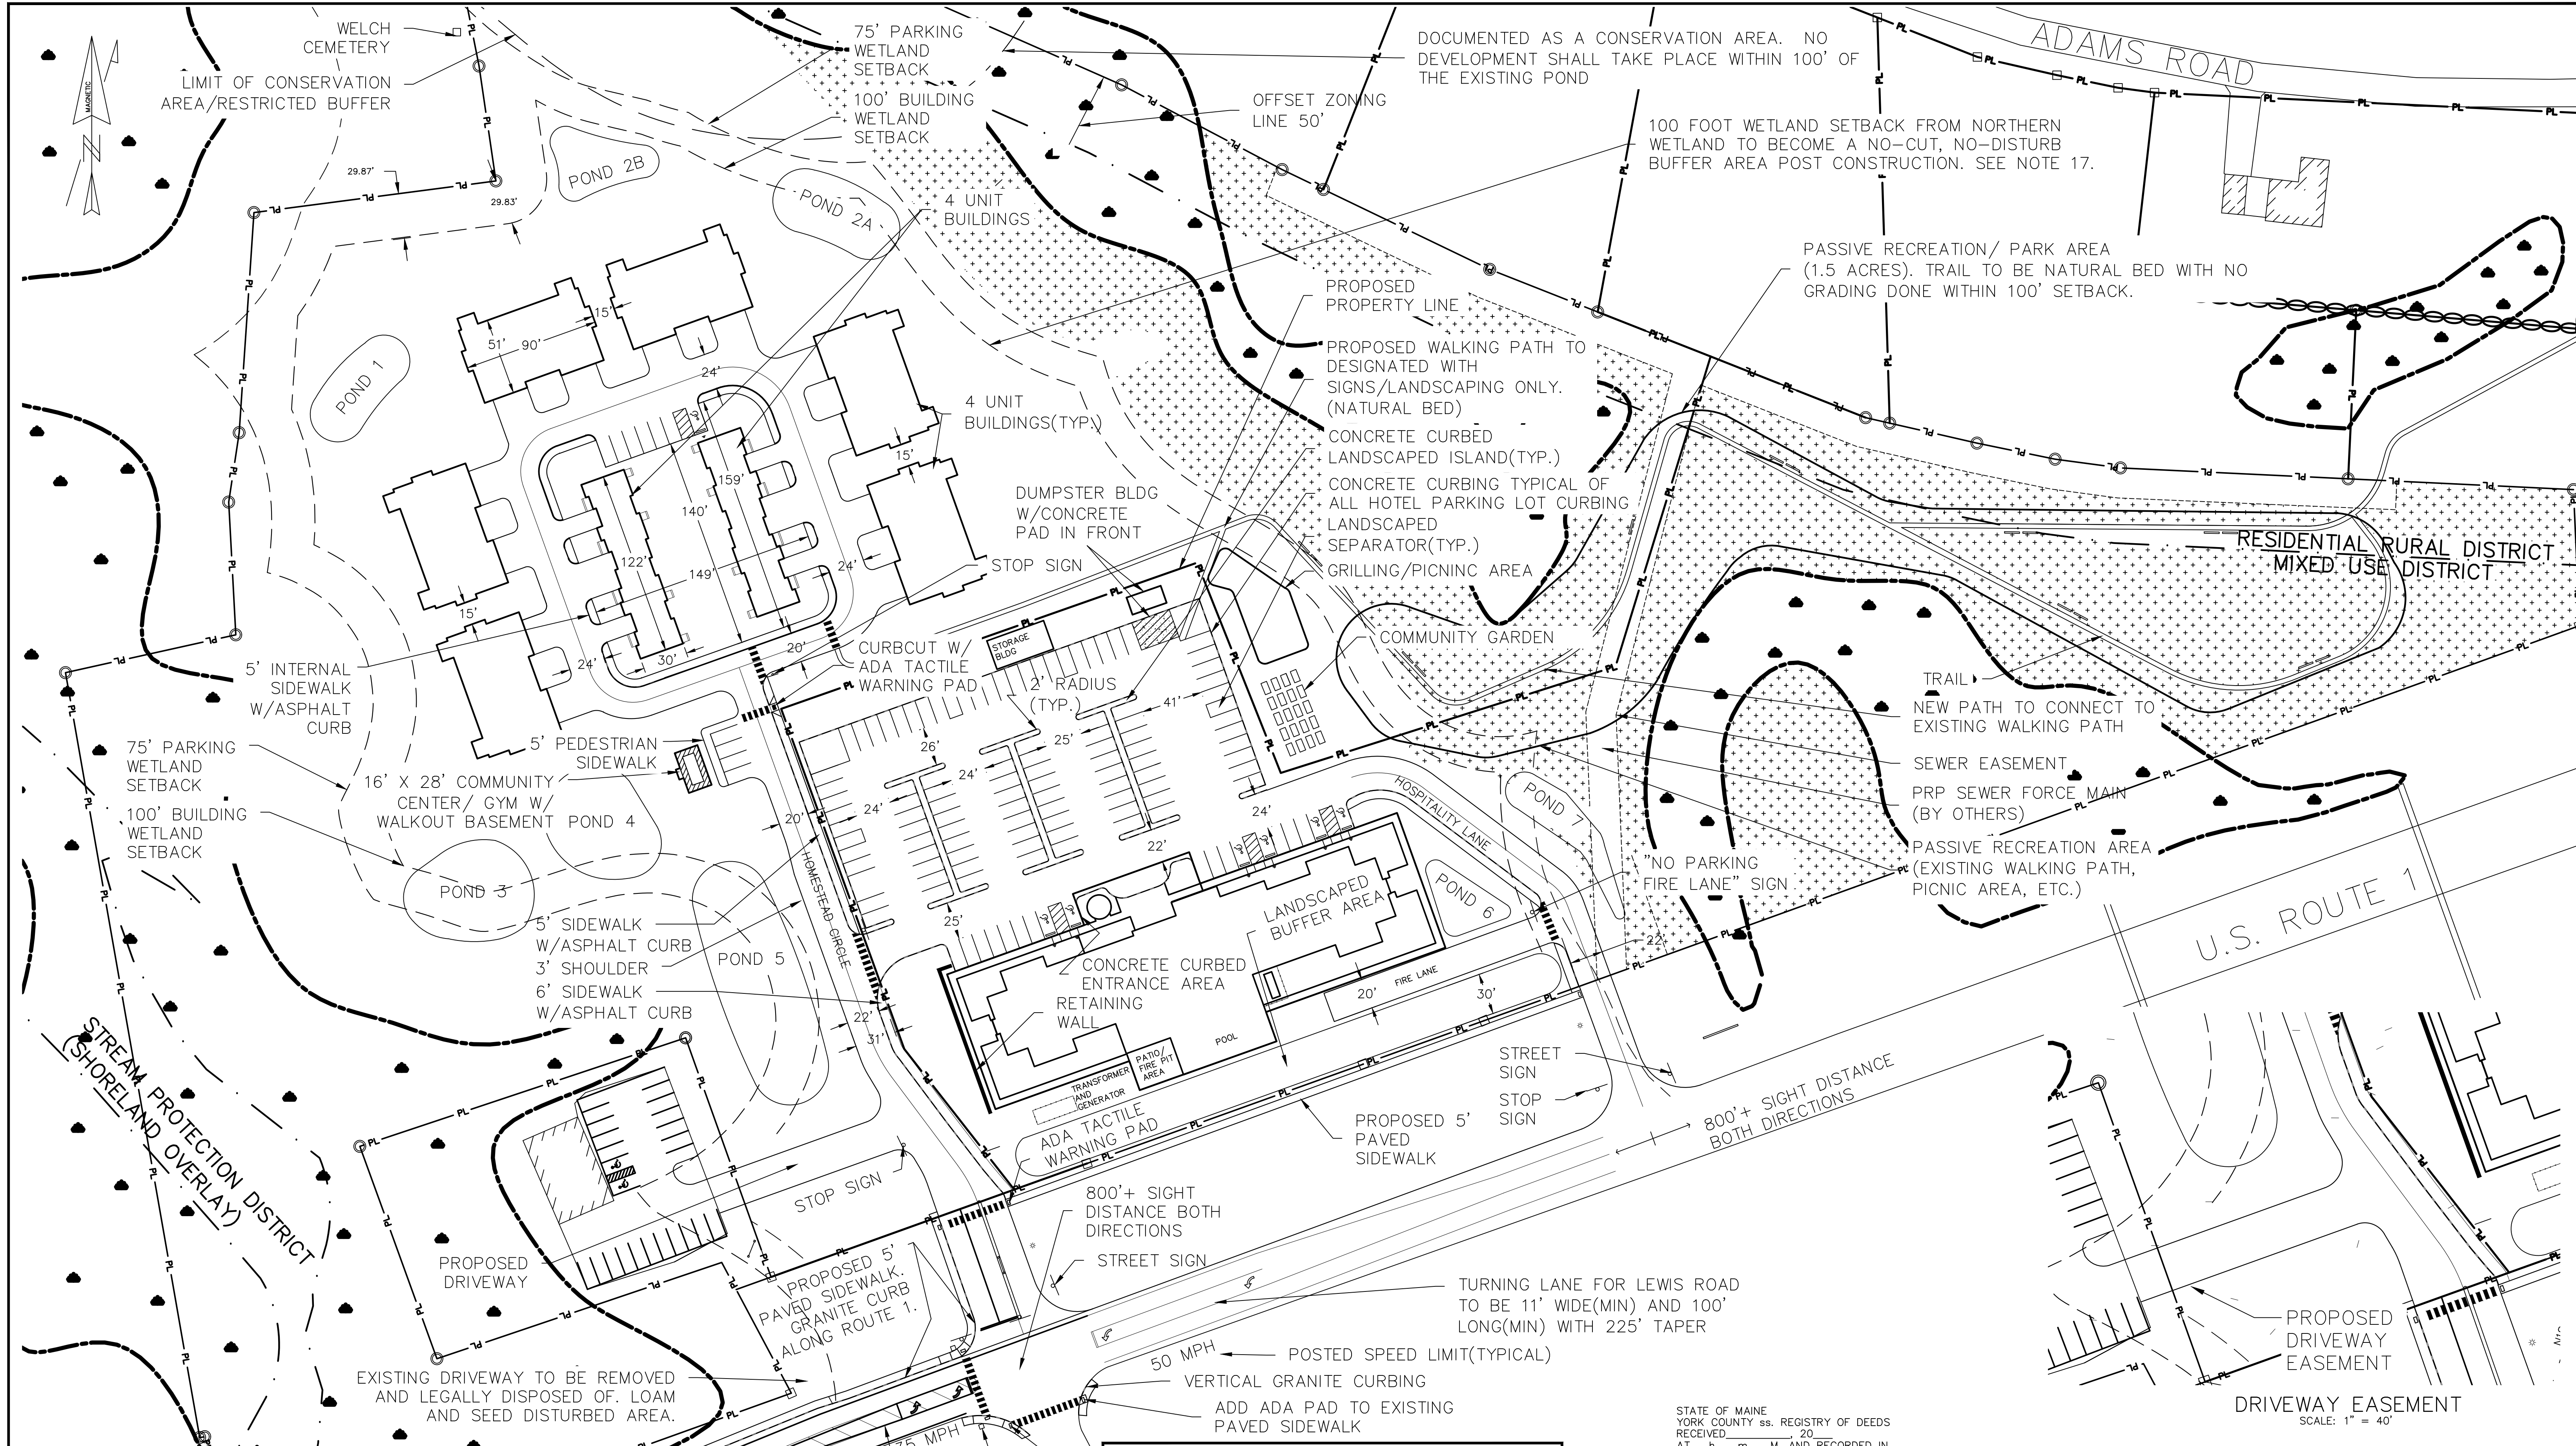 WELCH
CEMETERY
LIMIT OF CONSERVATION
AREA/RESTRICTED BUFFER
MAGNETIC
N
75' PARKING
WETLAND
SETBACK
100' BUILDING
WETLAND
SETBACK
DOCUMENTED AS A CONSERVATION AREA.  NO
DEVELOPMENT SHALL TAKE PLACE WITHIN 100' OF
THE EXISTING POND
OFFSET ZONING
LINE 50'
ADAMS ROAD
100 FOOT WETLAND SETBACK FROM NORTHERN
WETLAND TO BECOME A NO-CUT, NO-DISTURB
BUFFER AREA POST CONSTRUCTION. SEE NOTE 17.
PASSIVE RECREATION/ PARK AREA
(1.5 ACRES). TRAIL TO BE NATURAL BED WITH NO
GRADING DONE WITHIN 100' SETBACK.
29.87'
29.83'
POND 2B
POND 2A
4 UNIT
BUILDINGS
POND 1
51'
90'
15'
24'
PROPOSED
PROPERTY LINE
PROPOSED WALKING PATH TO
DESIGNATED WITH
SIGNS/LANDSCAPING ONLY.
(NATURAL BED)
4 UNIT
BUILDINGS(TYP.)
15'
CONCRETE CURBED
LANDSCAPED ISLAND(TYP.)
CONCRETE CURBING TYPICAL OF
ALL HOTEL PARKING LOT CURBING
LANDSCAPED
SEPARATOR(TYP.)
GRILLING/PICNINC AREA
DUMPSTER BLDG
W/CONCRETE
PAD IN FRONT
STOP SIGN
159'
140'
122'
149'
24'
15'
24'
30'
20'
RESIDENTIAL RURAL DISTRICT
MIXED USE DISTRICT
COMMUNITY GARDEN
STORAGE
BLDG
CURBCUT W/
ADA TACTILE
WARNING PAD
2' RADIUS
(TYP.)
41'
5' INTERNAL
SIDEWALK
W/ASPHALT
CURB
TRAIL
NEW PATH TO CONNECT TO
EXISTING WALKING PATH
SEWER EASEMENT
PRP SEWER FORCE MAIN
(BY OTHERS)
PASSIVE RECREATION AREA
(EXISTING WALKING PATH,
PICNIC AREA, ETC.)
75' PARKING
WETLAND
SETBACK
100' BUILDING
WETLAND
SETBACK
5' PEDESTRIAN
SIDEWALK
16' X 28' COMMUNITY
CENTER/ GYM W/
WALKOUT BASEMENT
POND 4
26'
25'
24'
24'
20'
22'
24'
25'
HOSPITALITY LANE
POND 7
"NO PARKING
FIRE LANE" SIGN
POND 3
POND 5
HOMESTEAD CIRCLE
5' SIDEWALK
W/ASPHALT CURB
3' SHOULDER
6' SIDEWALK
W/ASPHALT CURB
LANDSCAPED
BUFFER AREA
POND 6
CONCRETE CURBED
ENTRANCE AREA
RETAINING
WALL
22'
31'
20'
FIRE LANE
30'
22'
U.S. ROUTE 1
POOL
PATIO/
FIRE PIT
AREA
TRANSFORMER
AND
GENERATOR
ADA TACTILE
WARNING PAD
STREET
SIGN
STOP
SIGN
PROPOSED 5'
PAVED
SIDEWALK
800'+ SIGHT DISTANCE
BOTH DIRECTIONS
STREAM PROTECTION DISTRICT
(SHORELAND OVERLAY)
STOP SIGN
PROPOSED
DRIVEWAY
800'+ SIGHT
DISTANCE BOTH
DIRECTIONS
STREET SIGN
PROPOSED 5'
PAVED SIDEWALK.
GRANITE CURB
ALONG ROUTE 1.
TURNING LANE FOR LEWIS ROAD
TO BE 11' WIDE(MIN) AND 100'
LONG(MIN) WITH 225' TAPER
50 MPH
POSTED SPEED LIMIT(TYPICAL)
VERTICAL GRANITE CURBING
ADD ADA PAD TO EXISTING
PAVED SIDEWALK
EXISTING DRIVEWAY TO BE REMOVED
AND LEGALLY DISPOSED OF. LOAM
AND SEED DISTURBED AREA.
PROPOSED
DRIVEWAY
EASEMENT
DRIVEWAY EASEMENT
SCALE: 1" = 40'
STATE OF MAINE
YORK COUNTY ss. REGISTRY OF DEEDS
RECEIVED__________, 20___
AT__h__m__M, AND RECORDED IN